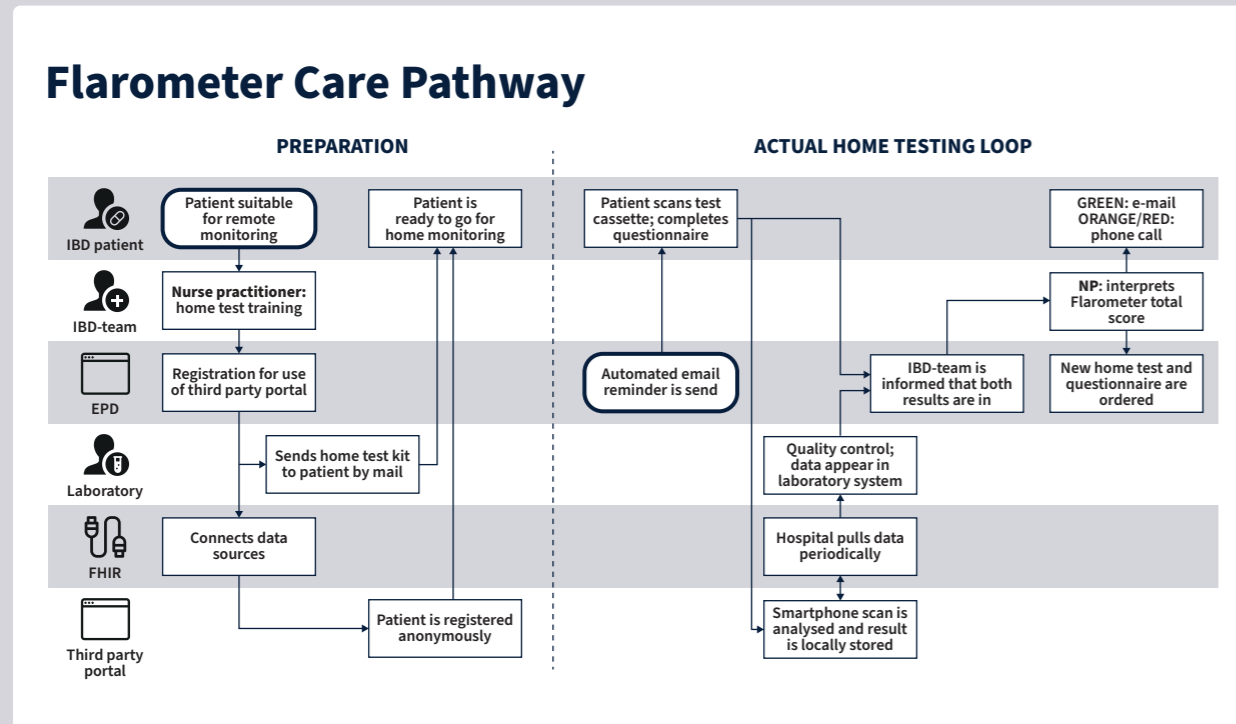 Flarometer Care Pathway
PREPARATION
ACTUAL HOME TESTING LOOP
IBD patient
Patient suitable
for remote
monitoring
Patient is
ready to go for
home monitoring
Patient scans test
cassette; completes
questionnaire
GREEN: e-mail
ORANGE/RED:
phone call
IBD-team
Nurse practitioner:
home test training
NP: interprets
Flarometer total
score
EPD
Registration for use
of third party portal
Automated email
reminder is send
IBD-team is
informed that both
results are in
New home test and
questionnaire are
ordered
Laboratory
Sends home test kit
to patient by mail
Quality control;
data appear in
laboratory system
FHIR
Connects data
sources
Hospital pulls data
periodically
Third party
portal
Patient is registered
anonymously
Smartphone scan is
analysed and result
is locally stored